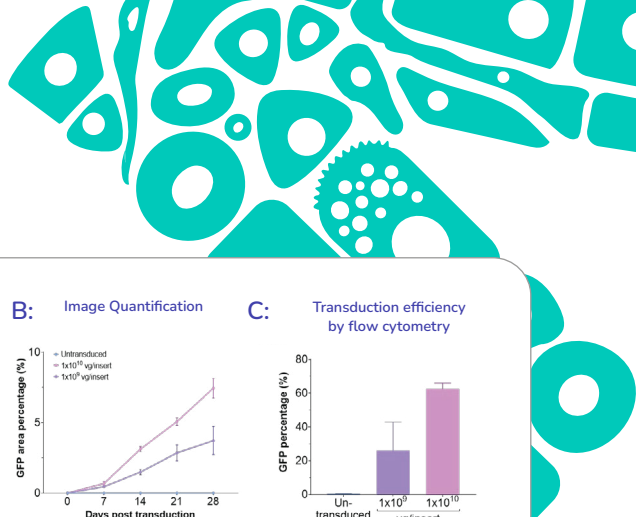 B:
Image Quantification
GFP area percentage (%)
10
5
0
Untransduced
1x10¹⁰ vg/insert
1x10⁹ vg/insert
0 7 14 21 28
Days post transduction
C:
Transduction efficiency
by flow cytometry
GFP percentage (%)
80
60
40
20
0
Un-
transduced
1x10⁹ 1x10¹⁰
vg/insert